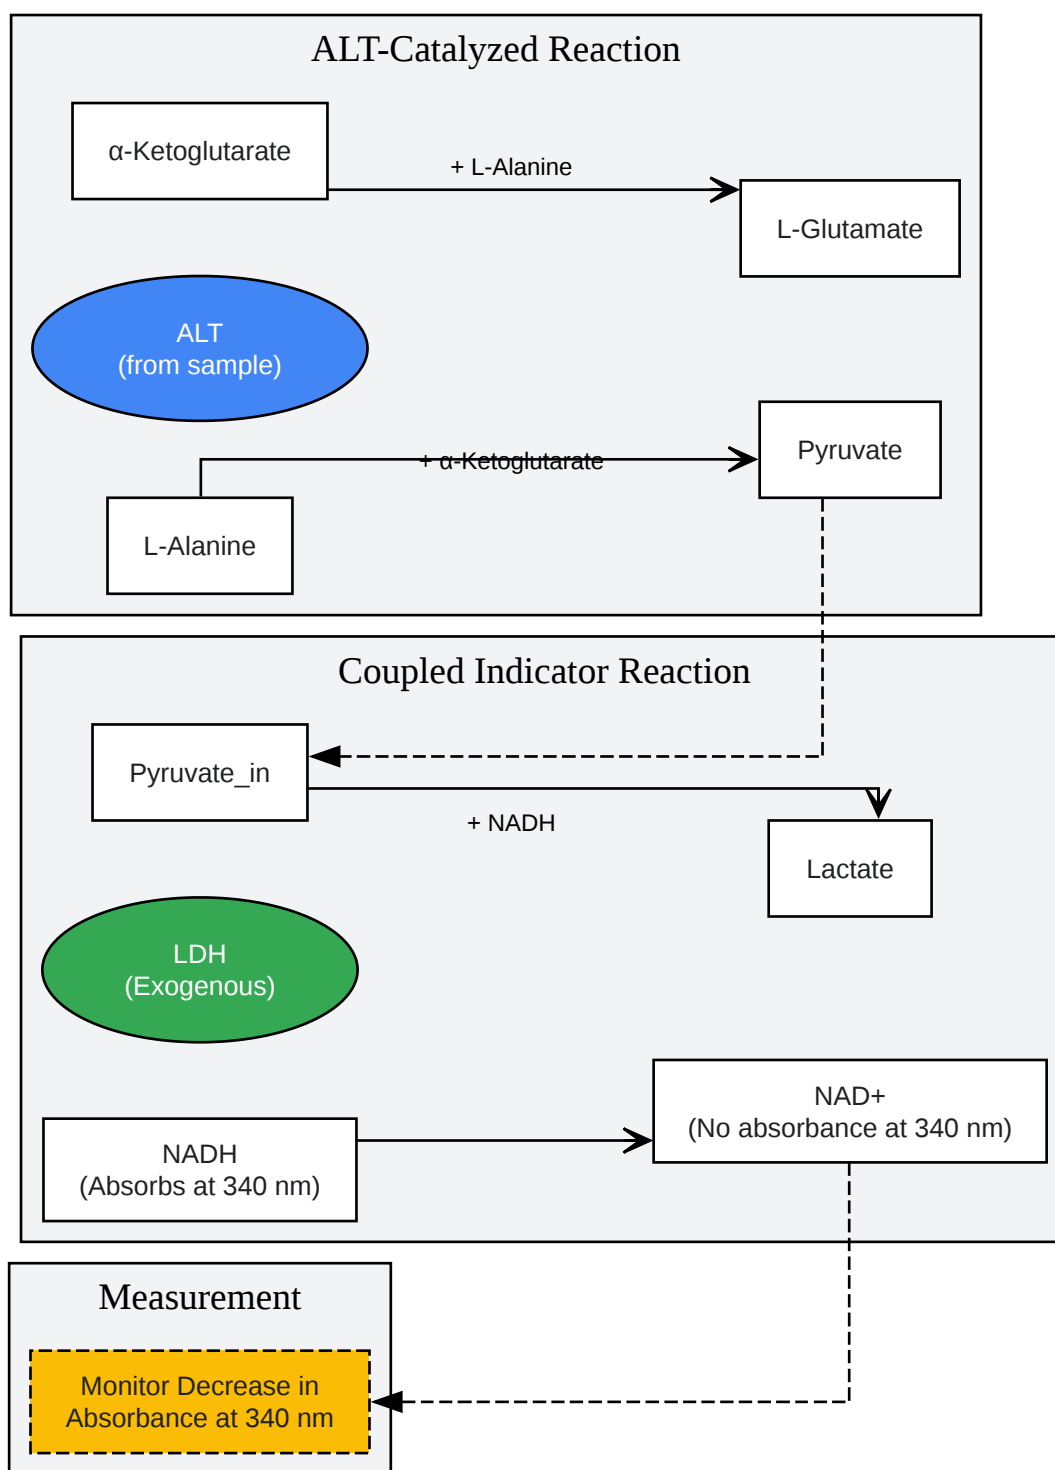 ALT-Catalyzed Reaction
α-Ketoglutarate
+ L-Alanine
L-Glutamate
ALT
(from sample)
Pyruvate
+ α-Ketoglutarate
L-Alanine
Coupled Indicator Reaction
Pyruvate_in
+ NADH
Lactate
LDH
(Exogenous)
NAD+
(No absorbance at 340 nm)
NADH
(Absorbs at 340 nm)
Measurement
Monitor Decrease in
Absorbance at 340 nm